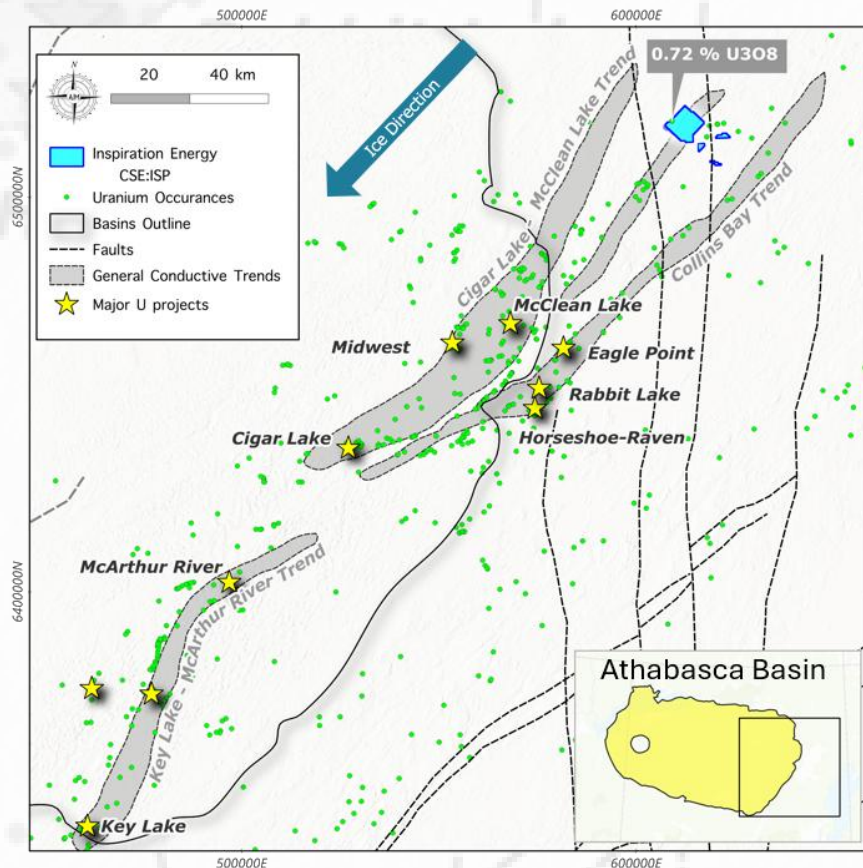 500000E
600000E
0.72 % U3O8
N
AM
20
40 km
Ice Direction
Inspiration Energy
CSE:ISP
Uranium Occurances
Basins Outline
Faults
General Conductive Trends
Major U projects
6500000N
Cigar Lake - McClean Lake Trend
Collins Bay Trend
McClean Lake
Midwest
Eagle Point
Rabbit Lake
Cigar Lake
Horseshoe-Raven
McArthur River
6400000N
Key Lake - McArthur River Trend
Athabasca Basin
Key Lake
500000E
600000E